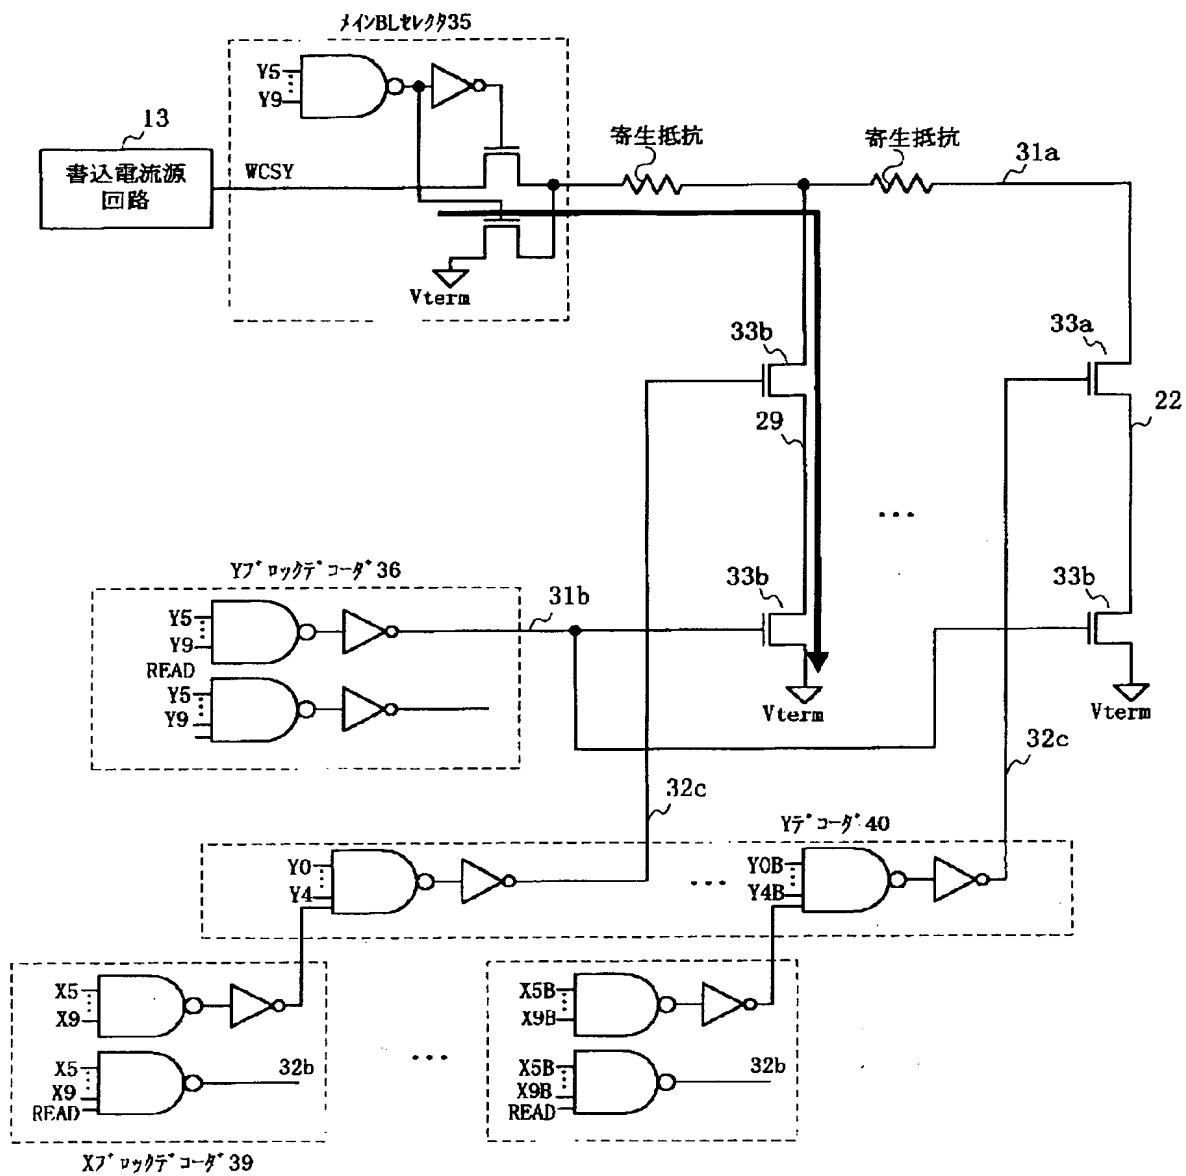 メインBLセレクタ35
Y5
Y9
13
書込電流源
回路
WCSY
Vterm
寄生抵抗
寄生抵抗
31a
33b
33a
29
22
Yブロックデコーダ36
Y5
Y9
READ
Y5
Y9
31b
33b
33b
Vterm
Vterm
32c
32c
Yデコーダ40
Y0
Y4
Y0B
Y4B
X5
X9
X5
X9
READ
32b
X5B
X9B
X5B
X9B
READ
32b
Xブロックデコーダ39